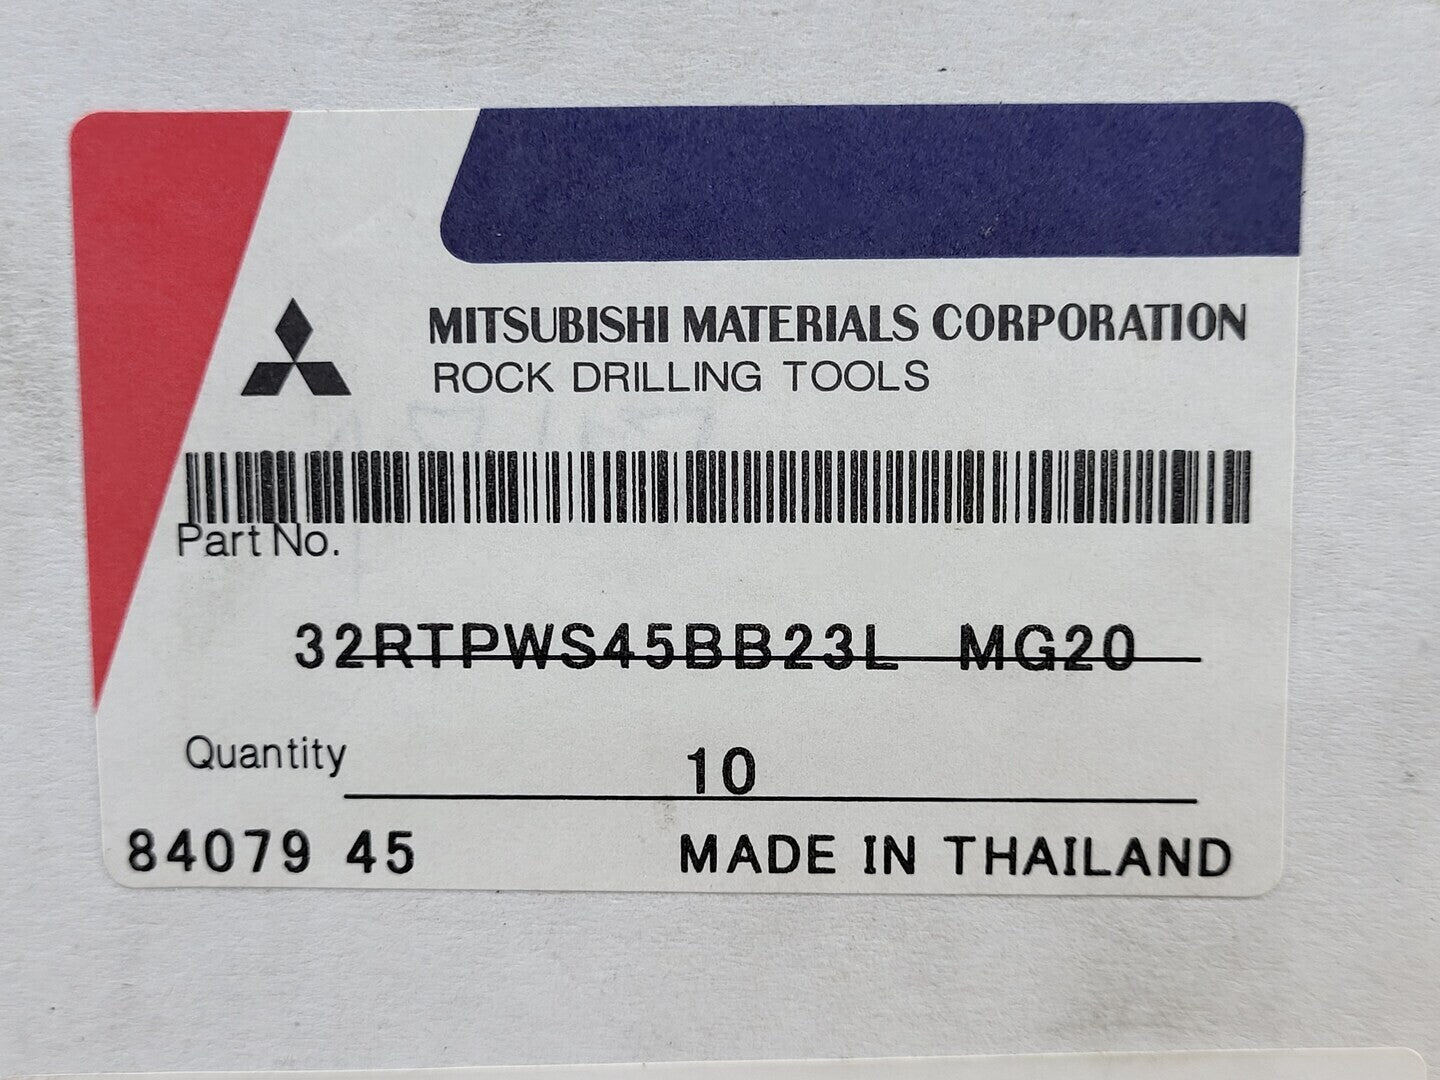 MITSUBISHI MATERIALS CORPORATION
ROCK DRILLING TOOLS
Part No.
32RTPWS45BB23L MG20
Quantity 10
84079 45 MADE IN THAILAND